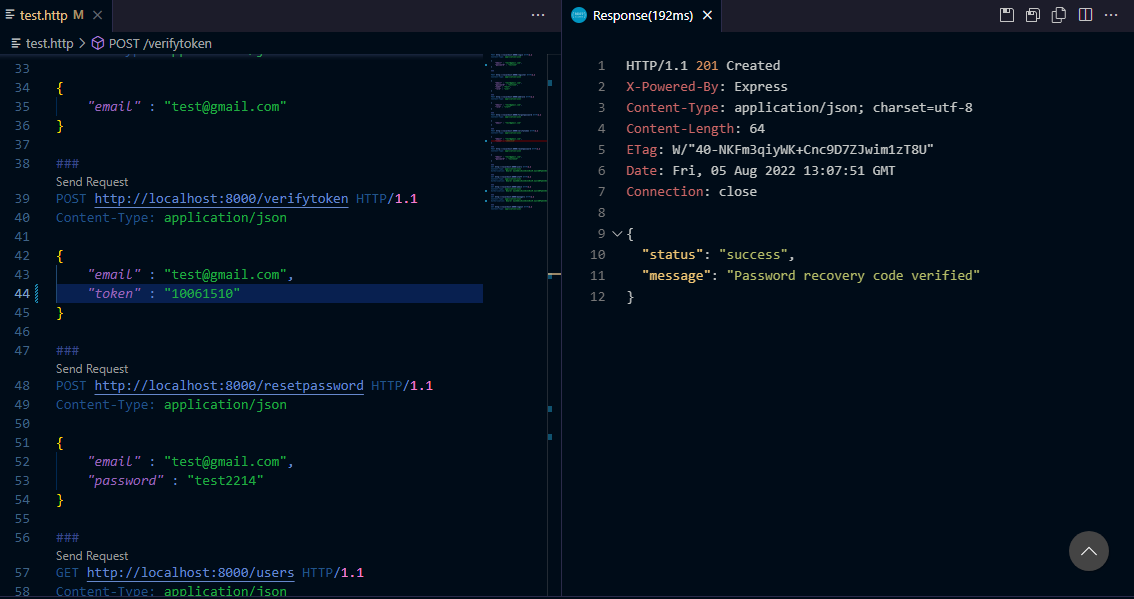 test.http M
test.http > POST /verifytoken
33
34 {
35 "email" : "test@gmail.com"
36 }
37
38 ###
Send Request
39 POST http://localhost:8000/verifytoken HTTP/1.1
40 Content-Type: application/json
41
42 {
43 "email" : "test@gmail.com",
44 "token" : "10061510"
45 }
46
47 ###
Send Request
48 POST http://localhost:8000/resetpassword HTTP/1.1
49 Content-Type: application/json
50
51 {
52 "email" : "test@gmail.com",
53 "password" : "test2214"
54 }
55
56 ###
Send Request
57 GET http://localhost:8000/users HTTP/1.1
58 Content-Type: application/json
Response(192ms)
1 HTTP/1.1 201 Created
2 X-Powered-By: Express
3 Content-Type: application/json; charset=utf-8
4 Content-Length: 64
5 ETag: W/"40-NKFm3qiyWK+Cnc9D7ZJwim1zT8U"
6 Date: Fri, 05 Aug 2022 13:07:51 GMT
7 Connection: close
8
9 {
10 "status": "success",
11 "message": "Password recovery code verified"
12 }